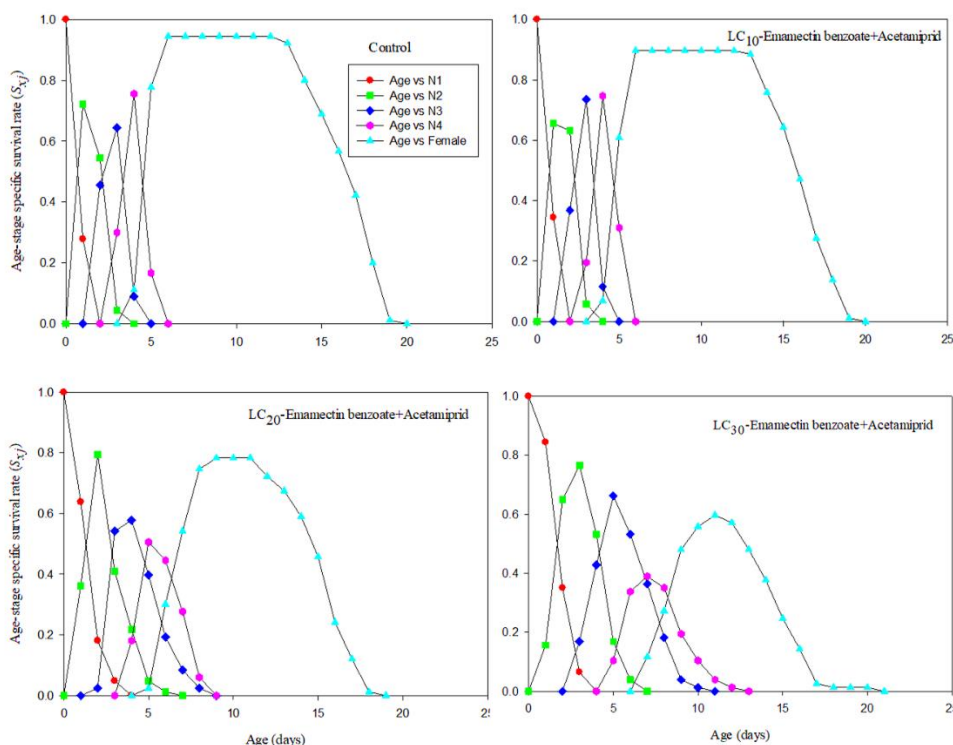 Control
Age vs N1
Age vs N2
Age vs N3
Age vs N4
Age vs Female
Age-stage specific survival rate (Sxj)
1.0
0.8
0.6
0.4
0.2
0.0
0 5 10 15 20 25
LC10-Emamectin benzoate+Acetamiprid
1.0
0.8
0.6
0.4
0.2
0.0
0 5 10 15 20 25
LC20-Emamectin benzoate+Acetamiprid
Age-stage specific survival rate (Sxj)
1.0
0.8
0.6
0.4
0.2
0.0
0 5 10 15 20 25
Age (days)
LC30-Emamectin benzoate+Acetamiprid
1.0
0.8
0.6
0.4
0.2
0.0
0 5 10 15 20 25
Age (days)